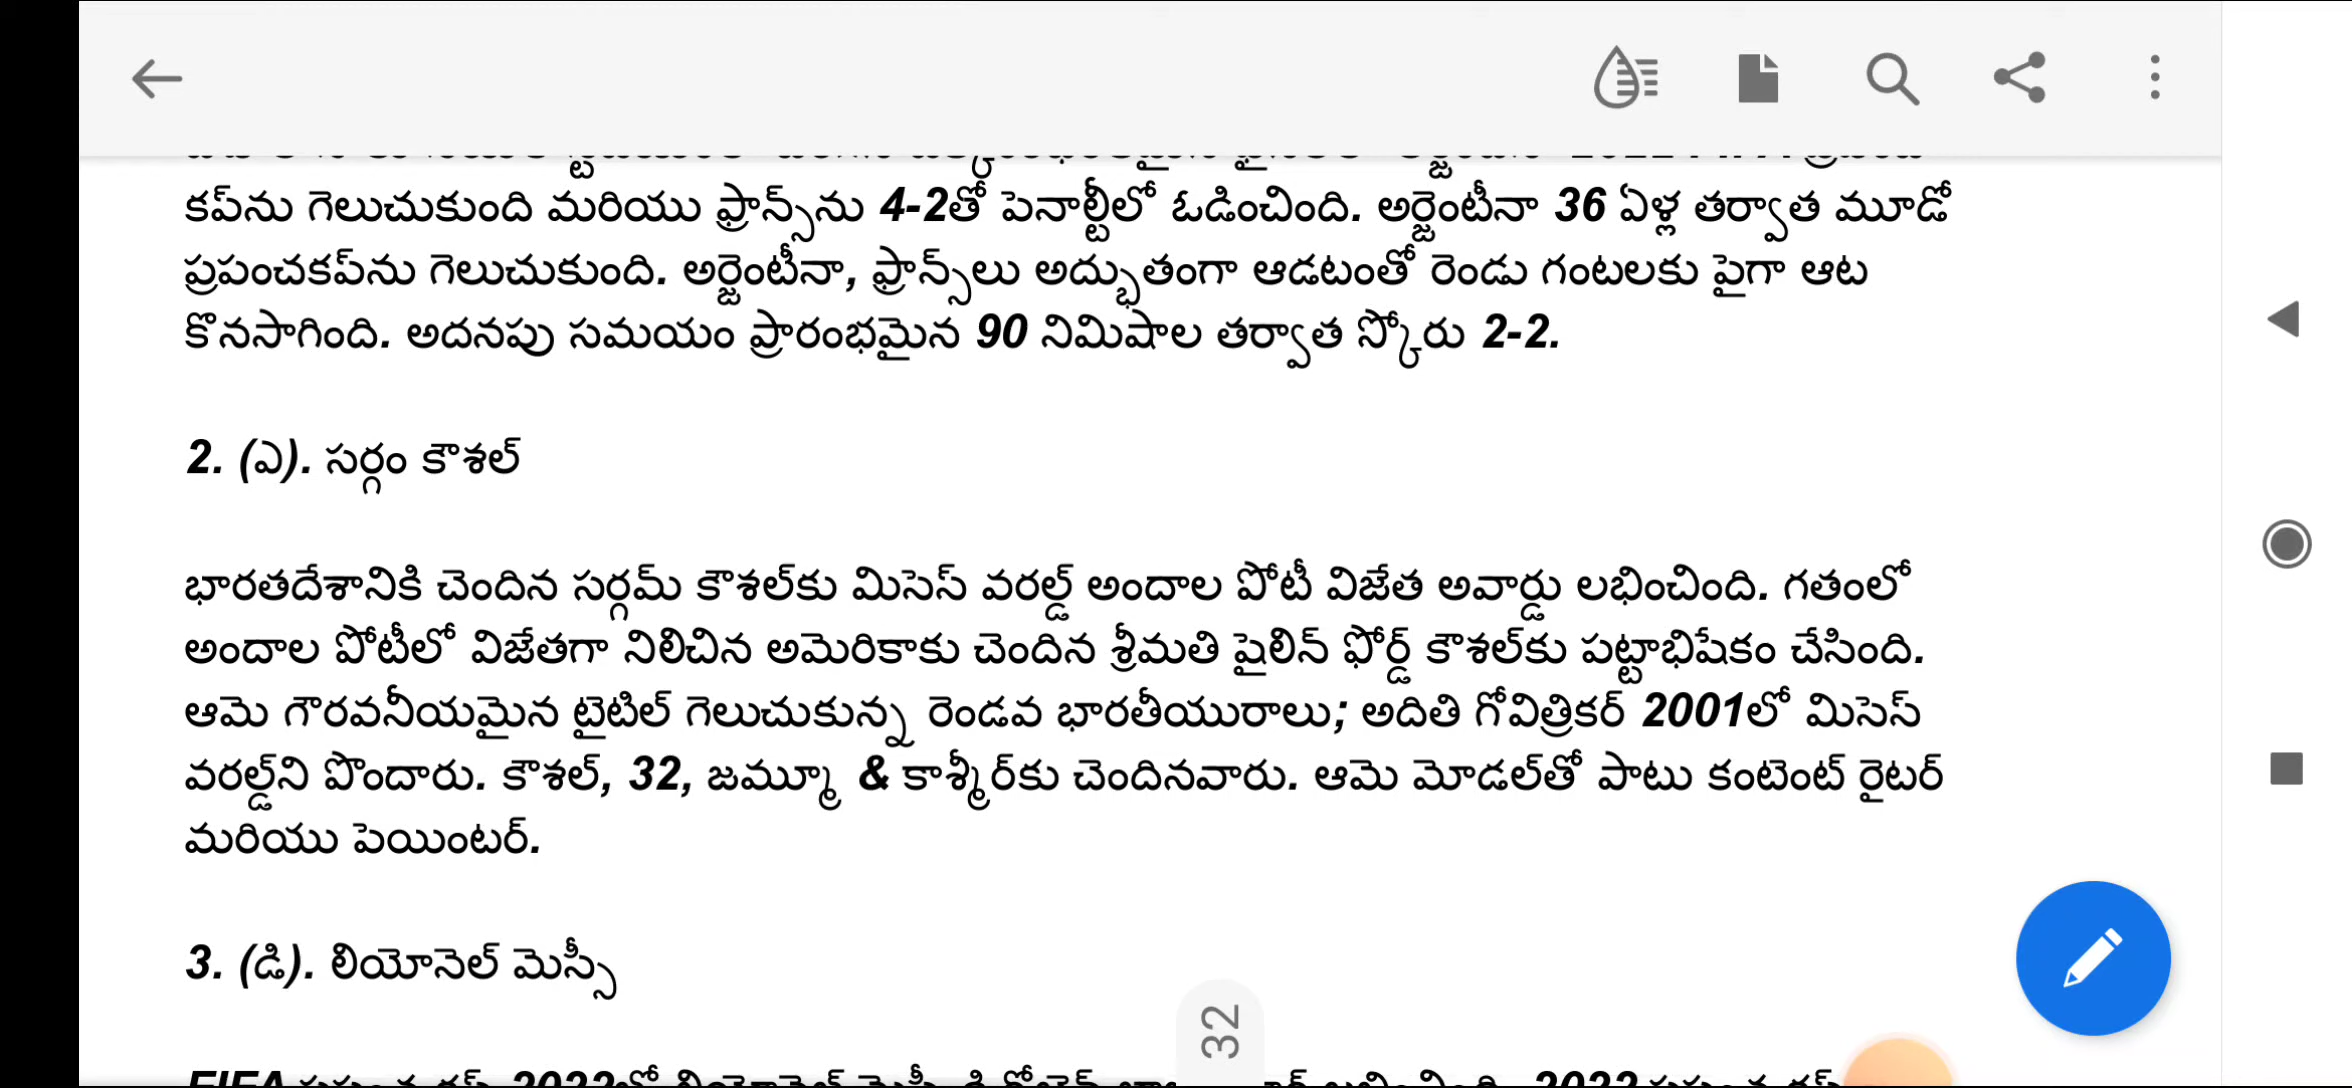 కప్‌ను గెలుచుకుంది మరియు ఫ్రాన్స్‌ను 4-2తో పెనాల్టీలో ఓడించింది. అర్జెంటీనా 36 ఏళ్ల తర్వాత మూడో
ప్రపంచకప్‌ను గెలుచుకుంది. అర్జెంటీనా, ఫ్రాన్స్‌లు అద్భుతంగా ఆడటంతో రెండు గంటలకు పైగా ఆట
కొనసాగింది. అదనపు సమయం ప్రారంభమైన 90 నిమిషాల తర్వాత స్కోరు 2-2.
2. (ఎ). సర్గం కౌశల్
భారతదేశానికి చెందిన సర్గమ్ కౌశల్‌కు మిసెస్ వరల్డ్ అందాల పోటీ విజేత అవార్డు లభించింది. గతంలో
అందాల పోటీలో విజేతగా నిలిచిన అమెరికాకు చెందిన శ్రీమతి షైలిన్ ఫోర్డ్ కౌశల్‌కు పట్టాభిషేకం చేసింది.
ఆమె గౌరవనీయమైన టైటిల్ గెలుచుకున్న రెండవ భారతీయురాలు; అదితి గోవిత్రికర్ 2001లో మిసెస్
వరల్డ్‌ని పొందారు. కౌశల్, 32, జమ్మూ & కాశ్మీర్‌కు చెందినవారు. ఆమె మోడల్‌తో పాటు కంటెంట్ రైటర్
మరియు పెయింటర్.
3. (డి). లియోనెల్ మెస్సీ
32